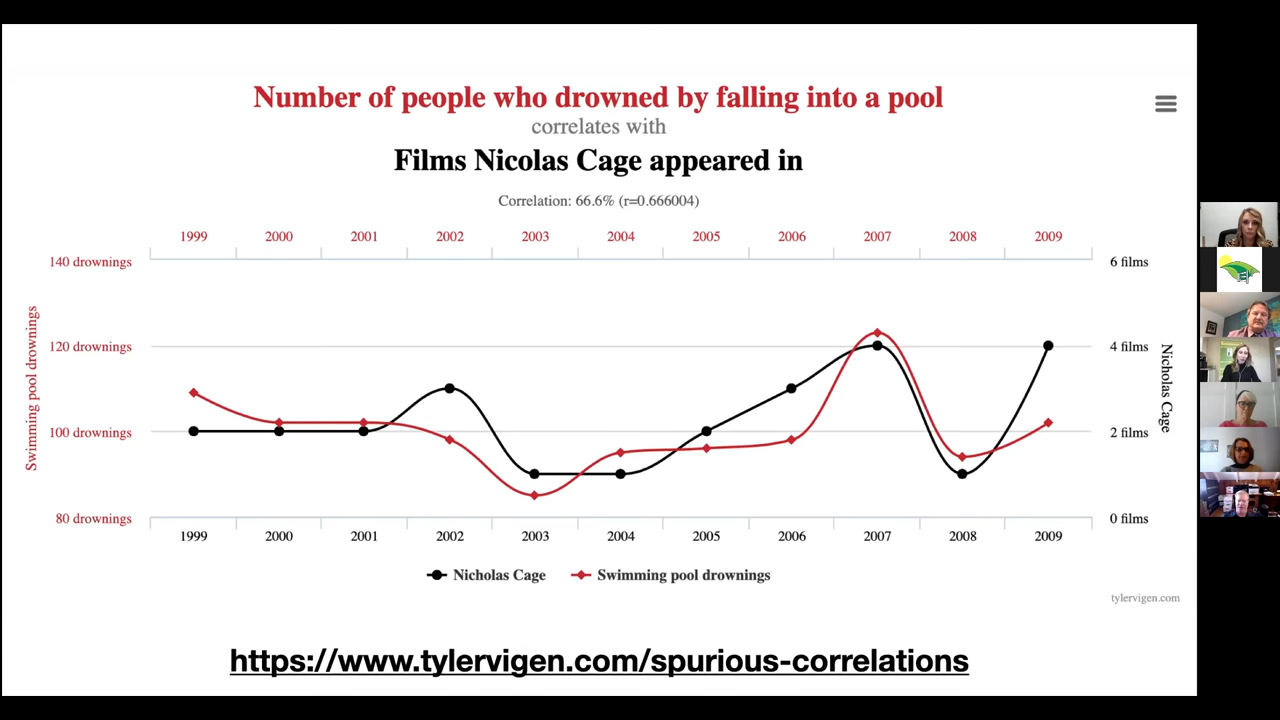 Number of people who drowned by falling into a pool
correlates with
Films Nicolas Cage appeared in
Correlation: 66.6% (r=0.666004)
1999 2000 2001 2002 2003 2004 2005 2006 2007 2008 2009
140 drownings 6 films
120 drownings 4 films
100 drownings 2 films
80 drownings 0 films
Swimming pool drownings
Nicholas Cage
1999 2000 2001 2002 2003 2004 2005 2006 2007 2008 2009
Nicholas Cage Swimming pool drownings
tylervigen.com
https://www.tylervigen.com/spurious-correlations